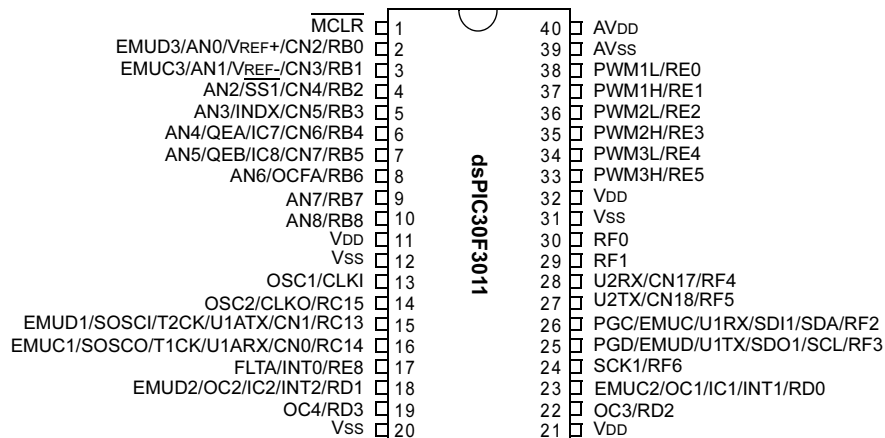 MCLR 1 40 AVDD
EMUD3/AN0/VREF+/CN2/RB0 2 39 AVSS
EMUC3/AN1/VREF-/CN3/RB1 3 38 PWM1L/RE0
AN2/SS1/CN4/RB2 4 37 PWM1H/RE1
AN3/INDX/CN5/RB3 5 36 PWM2L/RE2
AN4/QEA/IC7/CN6/RB4 6 35 PWM2H/RE3
AN5/QEB/IC8/CN7/RB5 7 34 PWM3L/RE4
AN6/OCFA/RB6 8 33 PWM3H/RE5
AN7/RB7 9 32 VDD
AN8/RB8 10 31 VSS
VDD 11 30 RF0
VSS 12 29 RF1
OSC1/CLKI 13 28 U2RX/CN17/RF4
OSC2/CLKO/RC15 14 27 U2TX/CN18/RF5
EMUD1/SOSCI/T2CK/U1ATX/CN1/RC13 15 26 PGC/EMUC/U1RX/SDI1/SDA/RF2
EMUC1/SOSCO/T1CK/U1ARX/CN0/RC14 16 25 PGD/EMUD/U1TX/SDO1/SCL/RF3
FLTA/INT0/RE8 17 24 SCK1/RF6
EMUD2/OC2/IC2/INT2/RD1 18 23 EMUC2/OC1/IC1/INT1/RD0
OC4/RD3 19 22 OC3/RD2
VSS 20 21 VDD
dsPIC30F3011